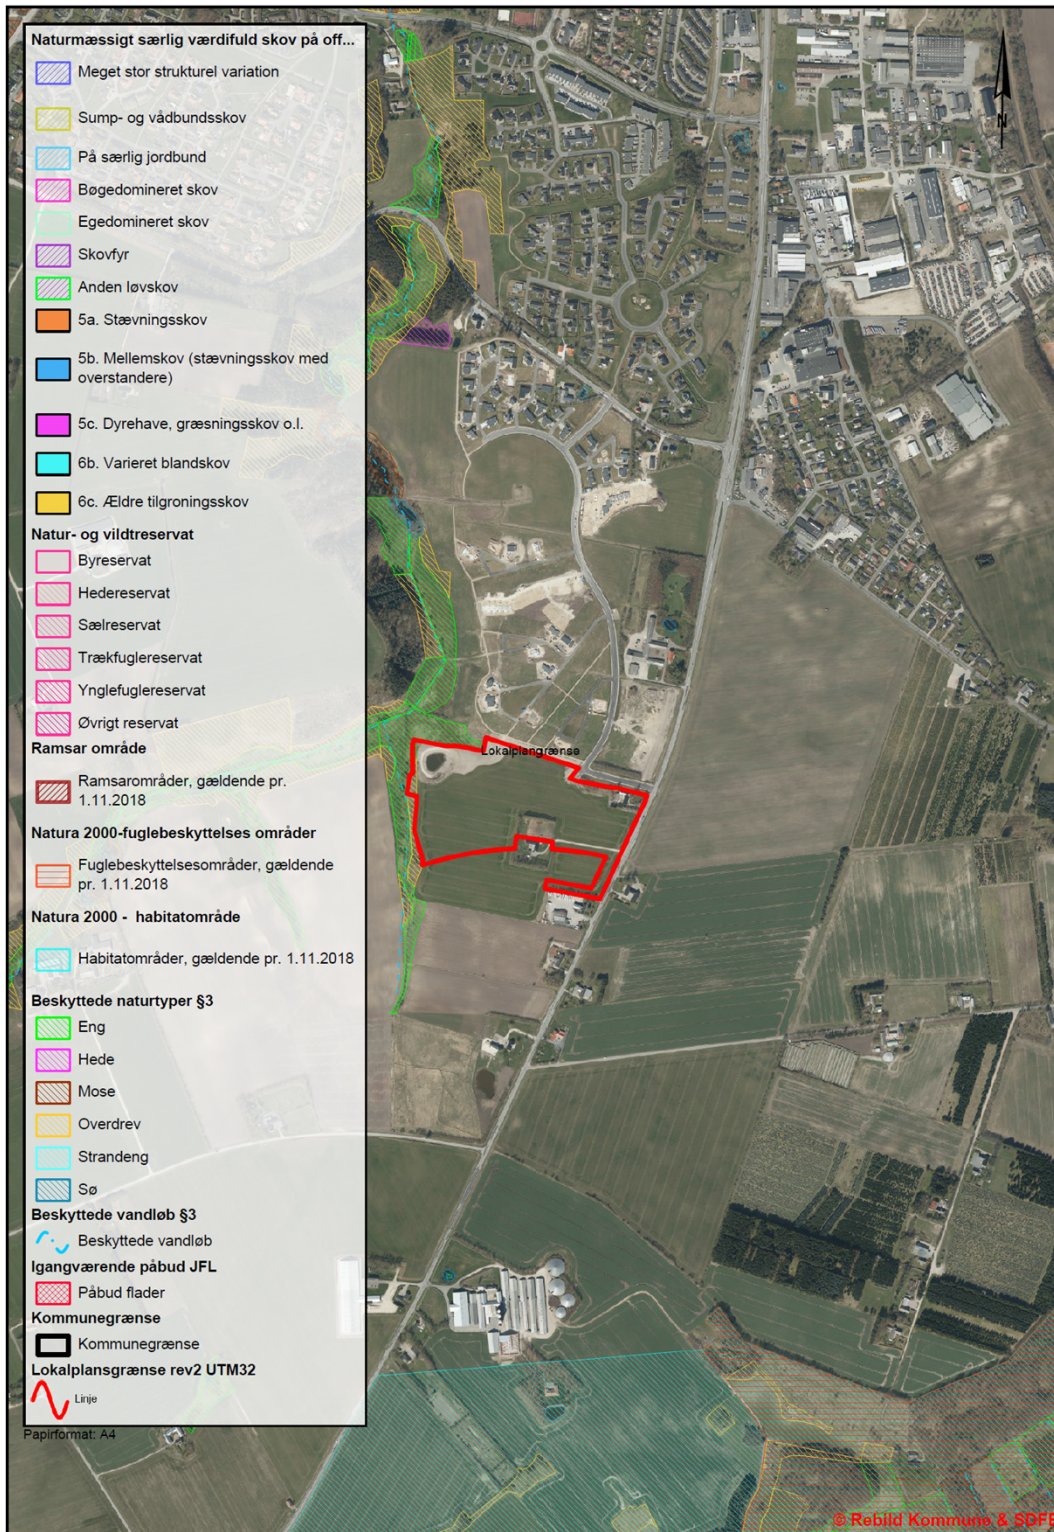 Naturmæssigt særlig værdifuld skov på off...
Meget stor strukturel variation
Sump- og vådbundsskov
På særlig jordbund
Bøgedomineret skov
Egedomineret skov
Skovfyr
Anden løvskov
5a. Stævningsskov
5b. Mellemskov (stævningsskov med
overstandere)
5c. Dyrehave, græsningsskov o.l.
6b. Varieret blandskov
6c. Ældre tilgroningsskov
Natur- og vildtreservat
Byreservat
Hedereservat
Sælreservat
Trækfuglereservat
Ynglefuglereservat
Øvrigt reservat
Ramsar område
Ramsarområder, gældende pr.
1.11.2018
Natura 2000-fuglebeskyttelses områder
Fuglebeskyttelsesområder, gældende
pr. 1.11.2018
Natura 2000 - habitatområde
Habitatområder, gældende pr. 1.11.2018
Beskyttede naturtyper §3
Eng
Hede
Mose
Overdrev
Strandeng
Sø
Beskyttede vandløb §3
Beskyttede vandløb
Igangværende påbud JFL
Påbud flader
Kommunegrænse
Kommunegrænse
Lokalplansgrænse rev2 UTM32
Linje
Papirformat: A4
N
Lokalplangrænse
© Rebild Kommune & SDFE